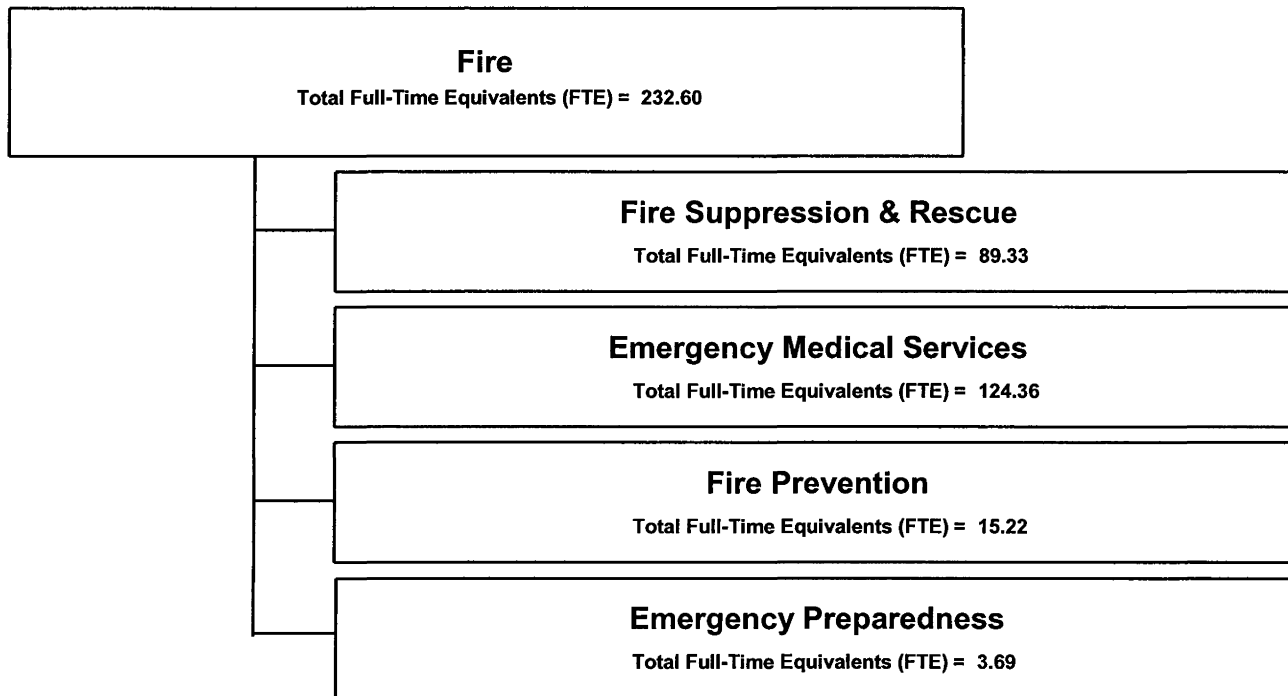 Fire
Total Full-Time Equivalents (FTE) = 232.60
Fire Suppression & Rescue
Total Full-Time Equivalents (FTE) = 89.33
Emergency Medical Services
Total Full-Time Equivalents (FTE) = 124.36
Fire Prevention
Total Full-Time Equivalents (FTE) = 15.22
Emergency Preparedness
Total Full-Time Equivalents (FTE) = 3.69